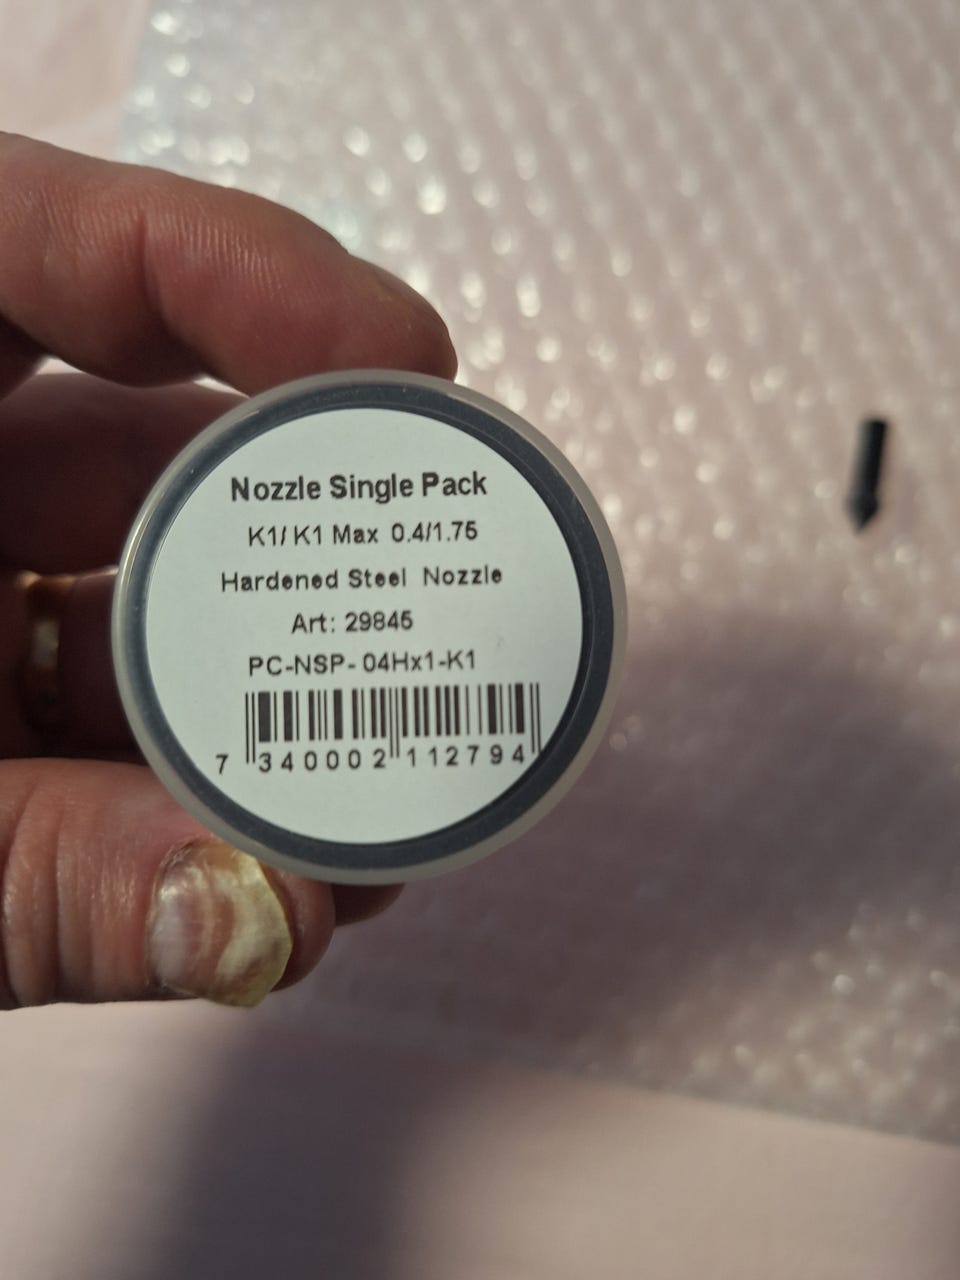 Nozzle Single Pack
K1/ K1 Max 0.4/1.75
Hardened Steel Nozzle
Art: 29845
PC-NSP- 04Hx1-K1
7 340002 112794